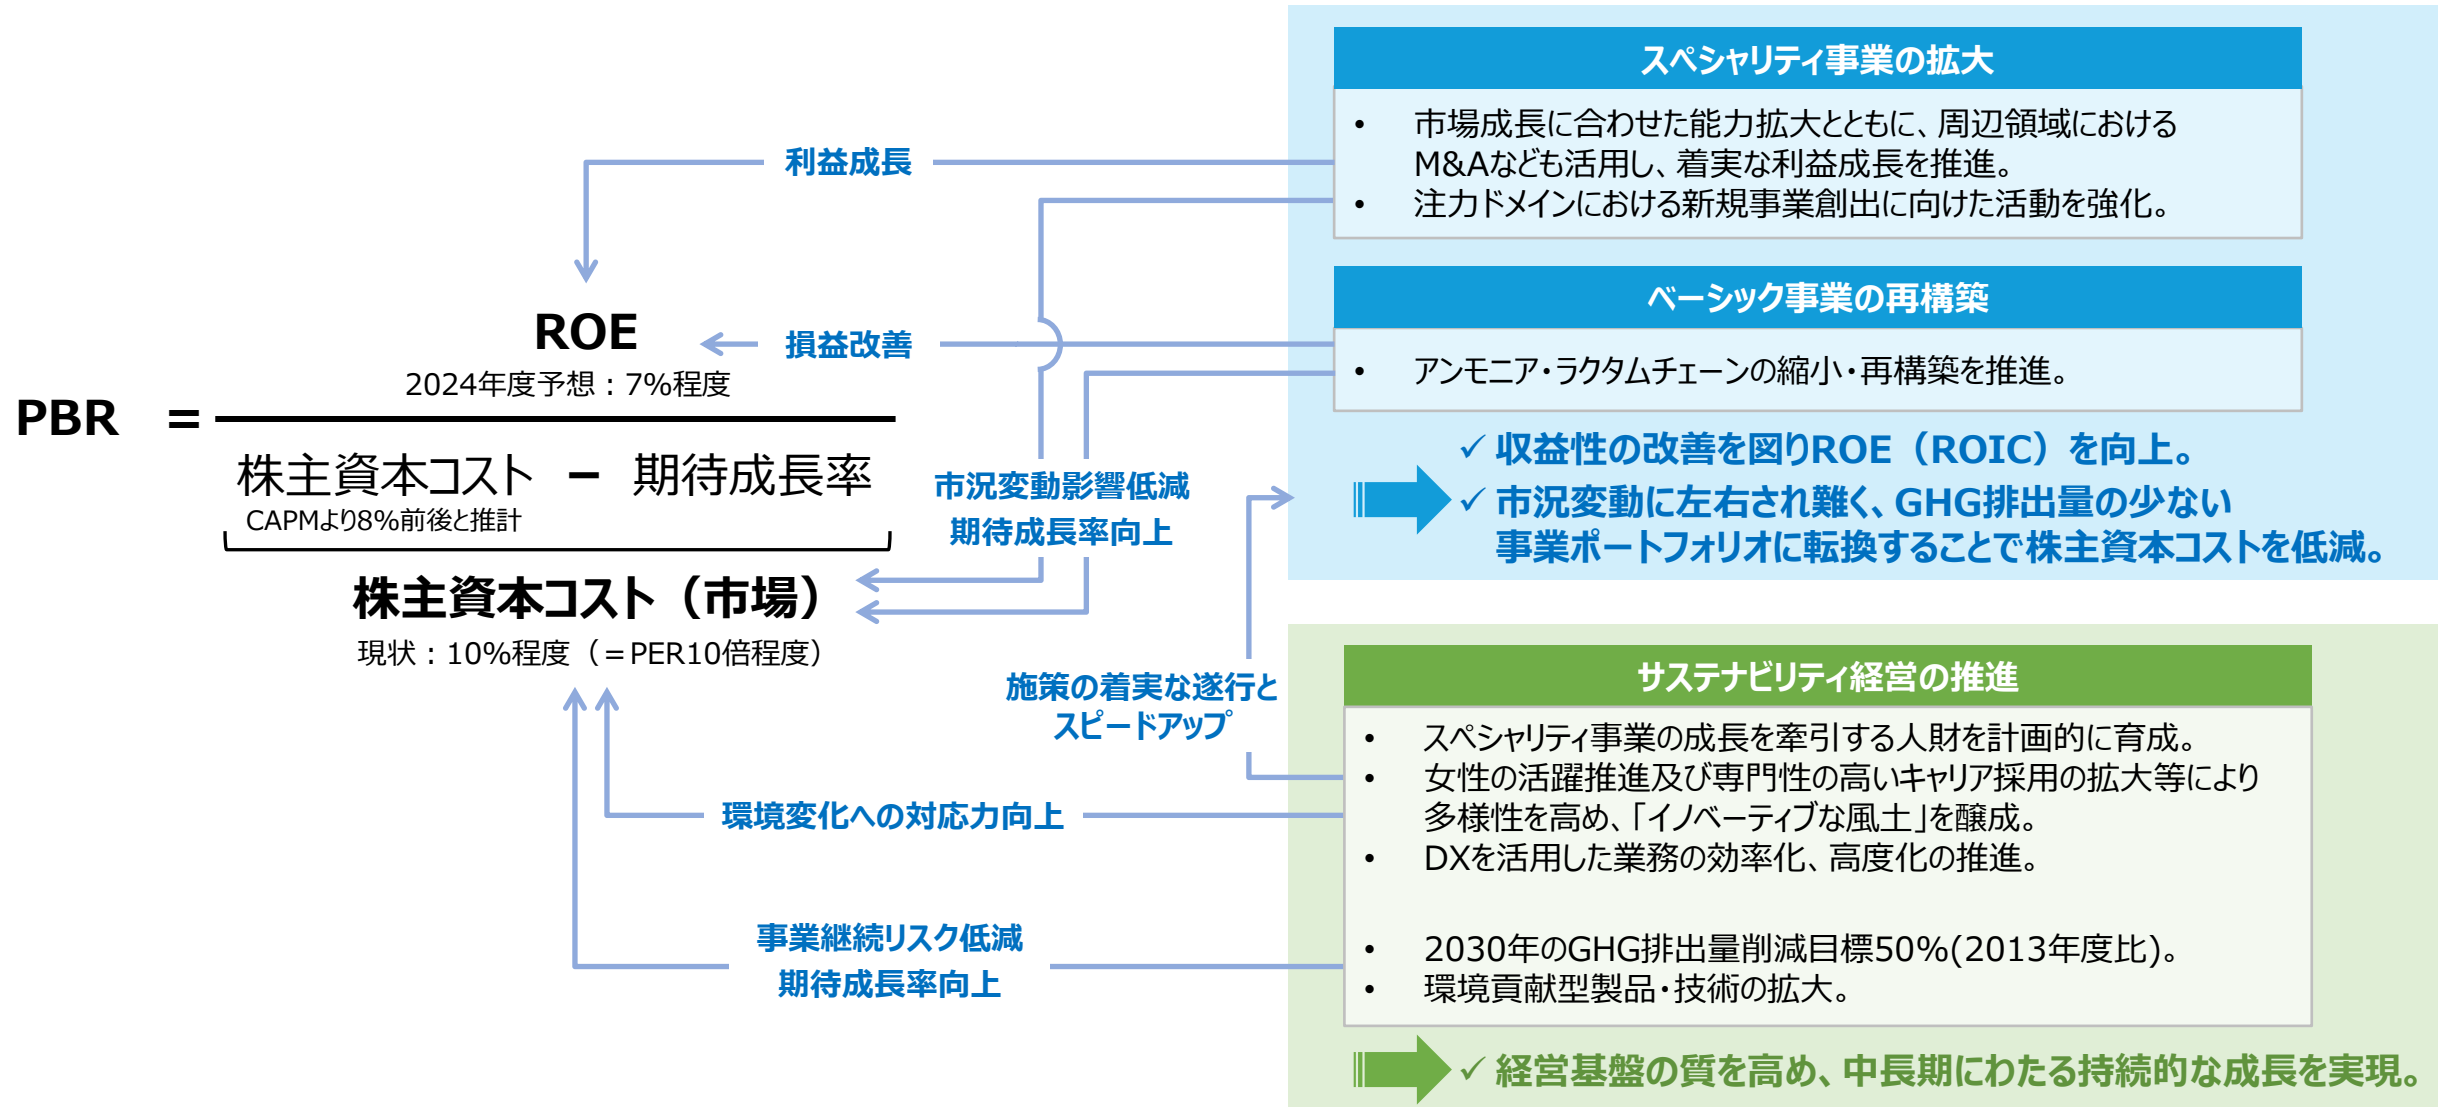 PBR =
ROE
2024年度予想：7%程度
株主資本コスト － 期待成長率
CAPMより8%前後と推計
株主資本コスト（市場）
現状：10%程度（＝PER10倍程度）
利益成長
損益改善
市況変動影響低減
期待成長率向上
施策の着実な遂行と
スピードアップ
環境変化への対応力向上
事業継続リスク低減
期待成長率向上
スペシャリティ事業の拡大
• 市場成長に合わせた能力拡大とともに、周辺領域における
M&Aなども活用し、着実な利益成長を推進。
• 注力ドメインにおける新規事業創出に向けた活動を強化。
ベーシック事業の再構築
• アンモニア・ラクタムチェーンの縮小・再構築を推進。
✓ 収益性の改善を図りROE（ROIC）を向上。
✓ 市況変動に左右され難く、GHG排出量の少ない
事業ポートフォリオに転換することで株主資本コストを低減。
サステナビリティ経営の推進
• スペシャリティ事業の成長を牽引する人財を計画的に育成。
• 女性の活躍推進及び専門性の高いキャリア採用の拡大等により
多様性を高め、「イノベーティブな風土」を醸成。
• DXを活用した業務の効率化、高度化の推進。
• 2030年のGHG排出量削減目標50%(2013年度比)。
• 環境貢献型製品・技術の拡大。
✓ 経営基盤の質を高め、中長期にわたる持続的な成長を実現。